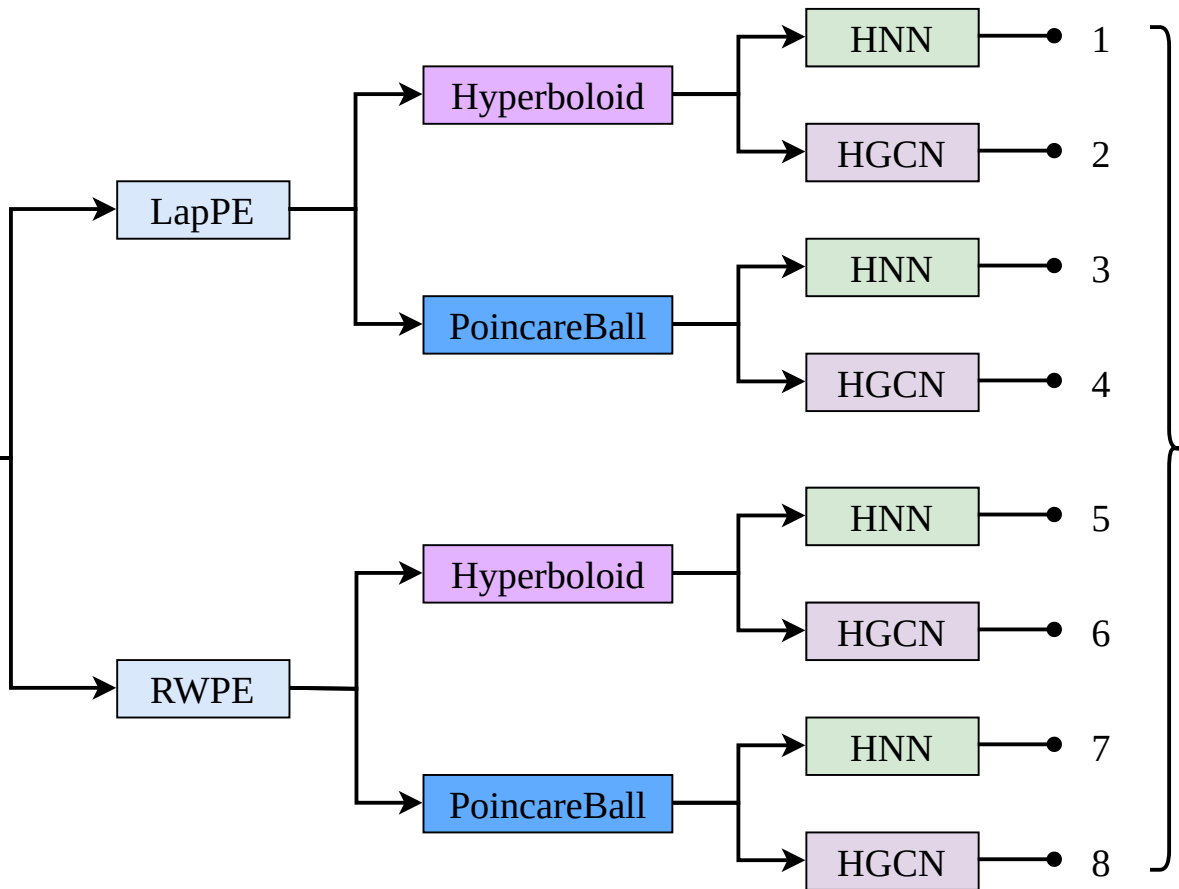 HNN 1
Hyperboloid
HGCN 2
LapPE
HNN 3
PoincareBall
HGCN 4
HNN 5
Hyperboloid
HGCN 6
RWPE
HNN 7
PoincareBall
HGCN 8